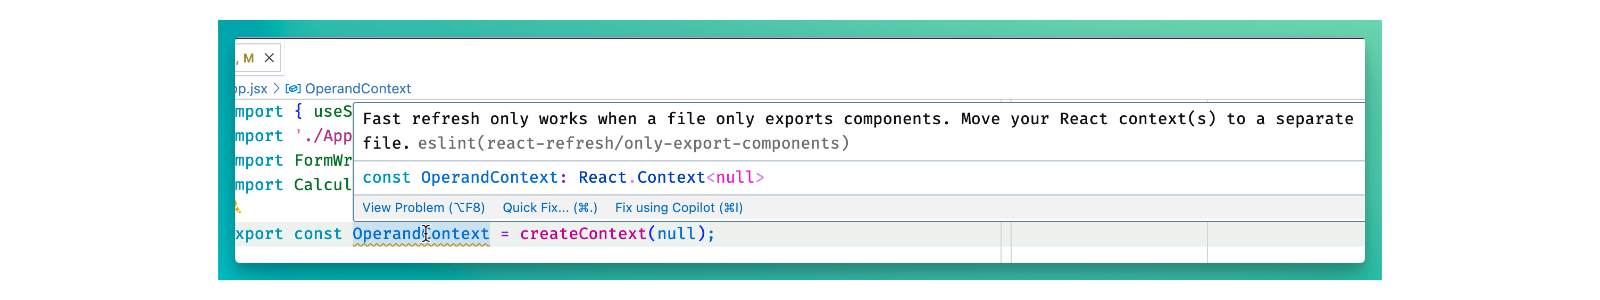 , M ×
pp.jsx > OperandContext
mport { useS
mport './App
mport FormWr
mport Calcul
Fast refresh only works when a file only exports components. Move your React context(s) to a separate
file. eslint(react-refresh/only-export-components)
const OperandContext: React.Context<null>
View Problem (⌥F8) Quick Fix... (⌘.) Fix using Copilot (⌘I)
xport const OperandContext = createContext(null);